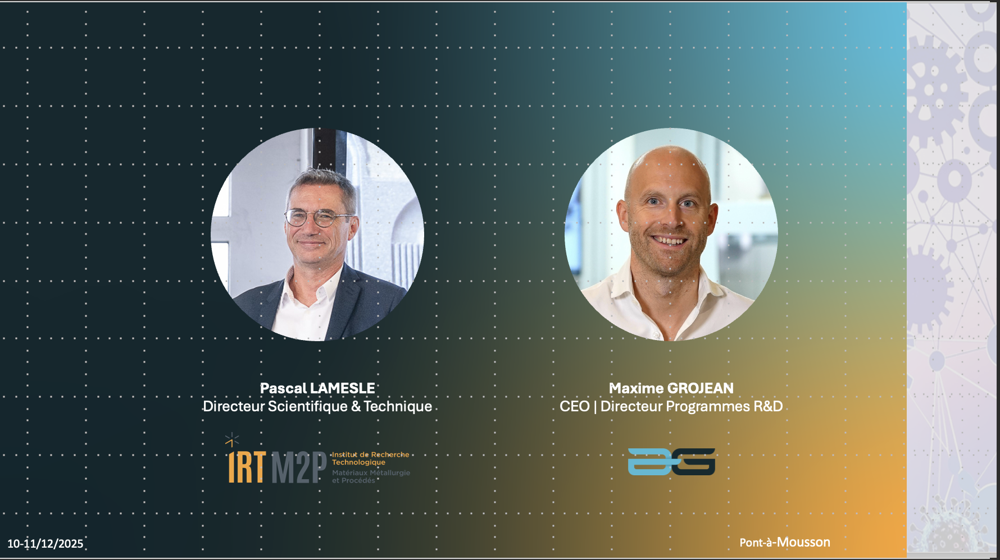 Pascal LAMESLE
Directeur Scientifique & Technique
IRT M2P
Institut de Recherche
Technologique
Matériaux Métallurgie
et Procédés
Maxime GROJEAN
CEO | Directeur Programmes R&D
10-11/12/2025
Pont-à-Mousson